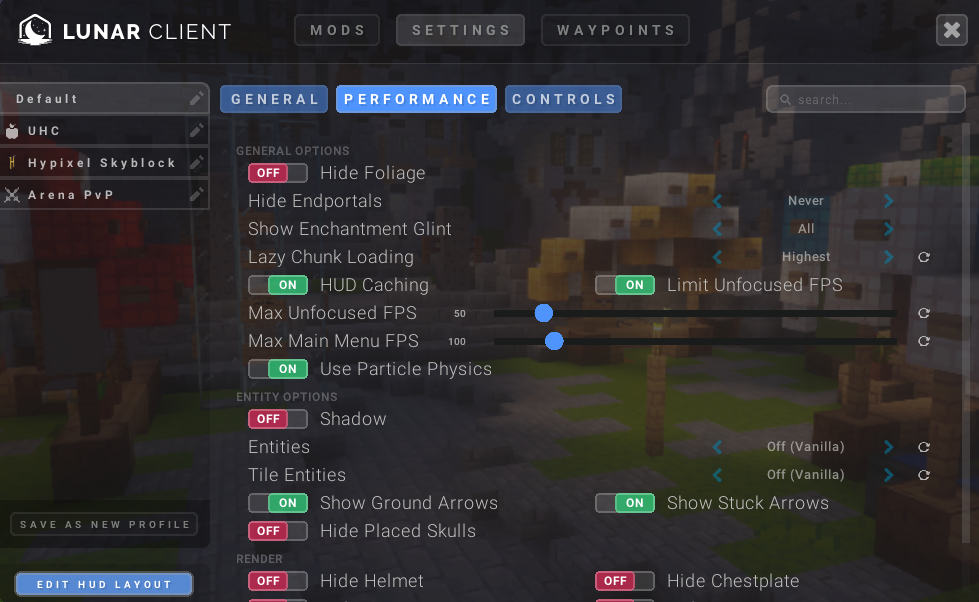 LUNAR CLIENT
MODS
SETTINGS
WAYPOINTS
Default
UHC
Hypixel Skyblock
Arena PvP
SAVE AS NEW PROFILE
EDIT HUD LAYOUT
GENERAL PERFORMANCE CONTROLS
search...
GENERAL OPTIONS
OFF Hide Foliage
Hide Endportals Never
Show Enchantment Glint All
Lazy Chunk Loading Highest
ON HUD Caching ON Limit Unfocused FPS
Max Unfocused FPS 50
Max Main Menu FPS 100
ON Use Particle Physics
ENTITY OPTIONS
OFF Shadow
Entities Off (Vanilla)
Tile Entities Off (Vanilla)
ON Show Ground Arrows ON Show Stuck Arrows
OFF Hide Placed Skulls
RENDER
OFF Hide Helmet OFF Hide Chestplate